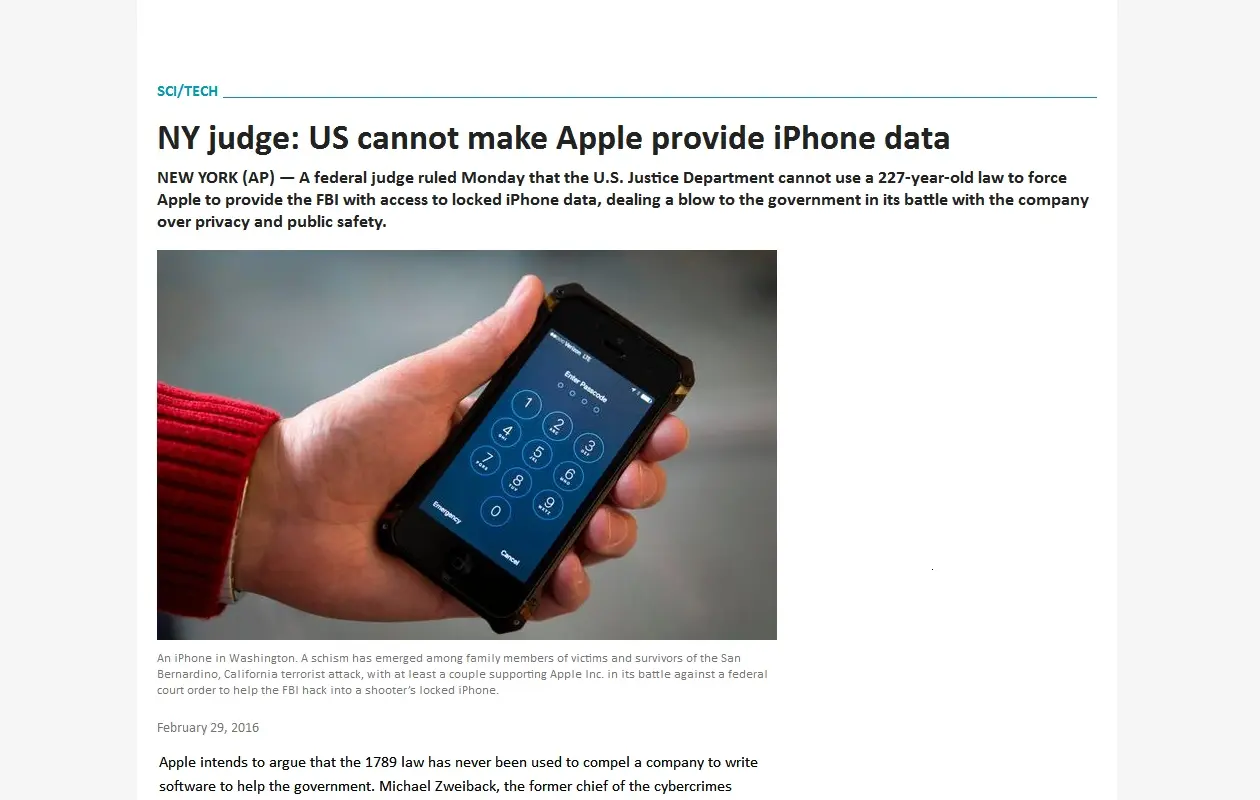 SCI/TECH
NY judge: US cannot make Apple provide iPhone data
NEW YORK (AP) — A federal judge ruled Monday that the U.S. Justice Department cannot use a 227-year-old law to force
Apple to provide the FBI with access to locked iPhone data, dealing a blow to the government in its battle with the company
over privacy and public safety.
Verizon LTE
Enter Passcode
1
2
ABC
3
DEF
4
GHI
5
JKL
6
MNO
7
PQRS
8
TUV
9
WXYZ
0
Emergency
Cancel
An iPhone in Washington. A schism has emerged among family members of victims and survivors of the San
Bernardino, California terrorist attack, with at least a couple supporting Apple Inc. in its battle against a federal
court order to help the FBI hack into a shooter’s locked iPhone.
February 29, 2016
Apple intends to argue that the 1789 law has never been used to compel a company to write
software to help the government. Michael Zweiback, the former chief of the cybercrimes